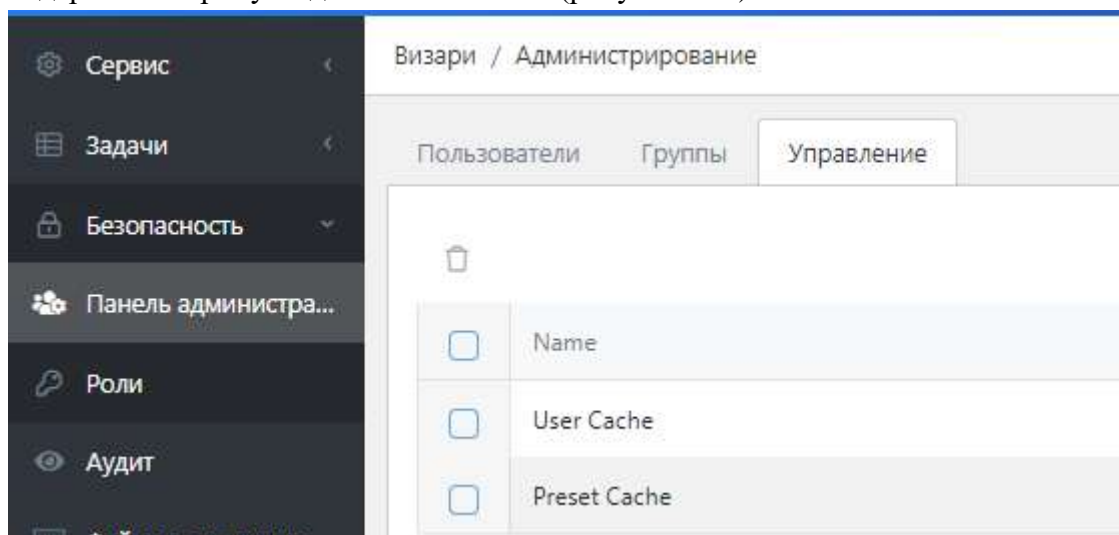 Сервис
Задачи
Безопасность
Панель администра...
Роли
Аудит
Визари / Администрирование
Пользователи Группы Управление
Name
User Cache
Preset Cache